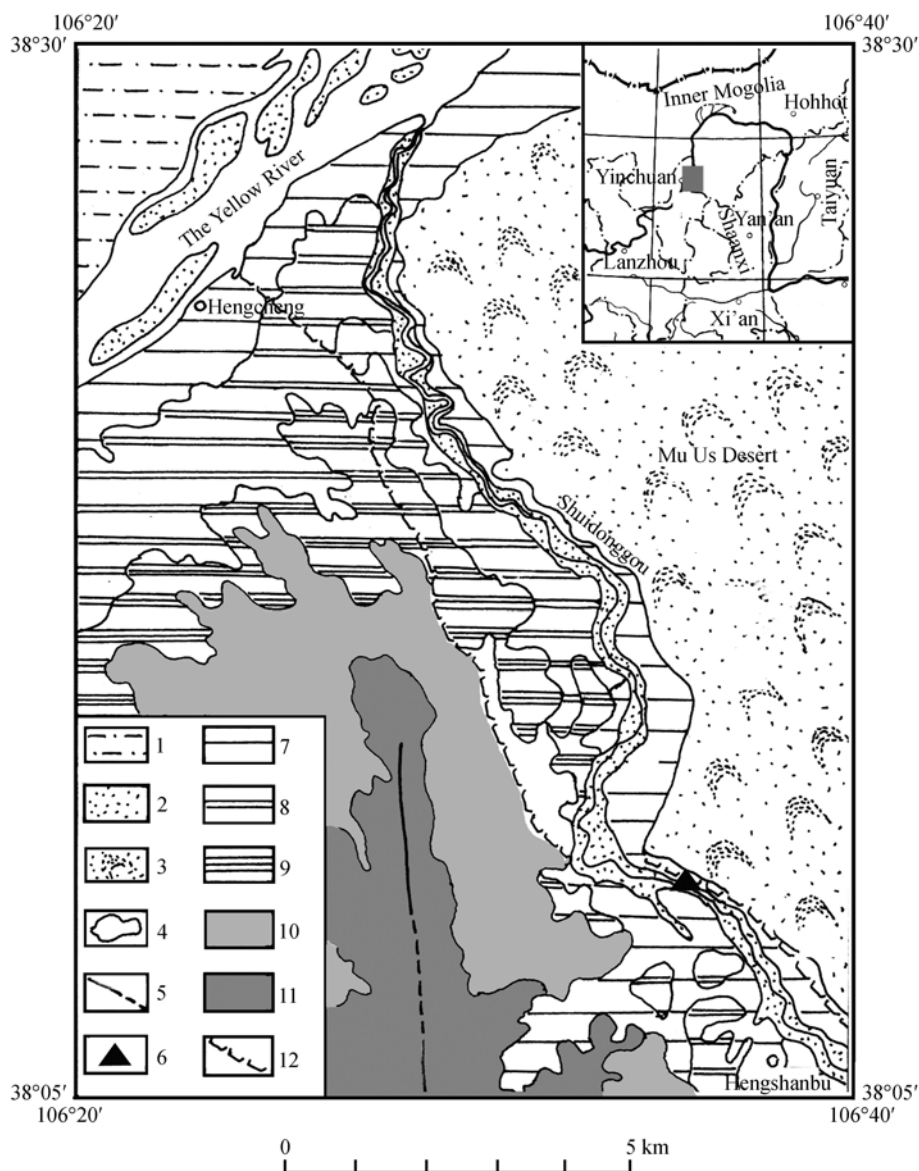 106°20′
106°40′
38°30′
38°30′
Inner Mogolia
Hohhot
Yinchuan
Taiyuan
Yan'an
Shaanxi
Lanzhou
Xi'an
The Yellow River
Hengcheng
Mu Us Desert
Shuidonggou
1
7
2
8
3
9
4
10
5
11
6
12
Hengshanbu
38°05′
38°05′
106°20′
106°40′
0
5 km